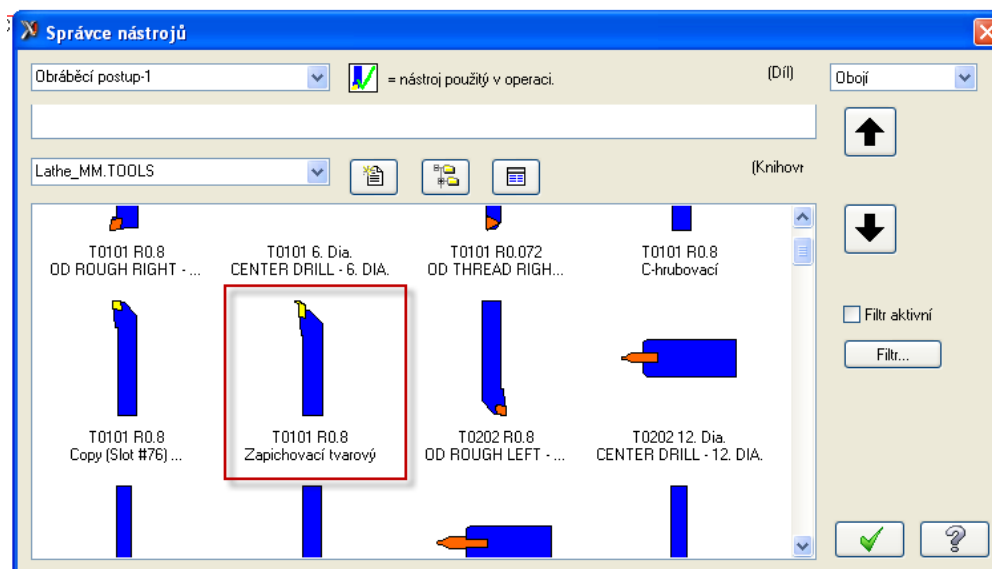 Správce nástrojů
Obráběcí postup-1
= nástroj použitý v operaci.
(Díl)
Obojí
Lathe_MM.TOOLS
(Knihovr
T0101 R0.8
OD ROUGH RIGHT - ...
T0101 6. Dia.
CENTER DRILL - 6. DIA.
T0101 R0.072
OD THREAD RIGH...
T0101 R0.8
C-hrubovací
Filtr aktivní
Filtr...
T0101 R0.8
Copy (Slot #76) ...
T0101 R0.8
Zapichovací tvarový
T0202 R0.8
OD ROUGH LEFT - ...
T0202 12. Dia.
CENTER DRILL - 12. DIA.